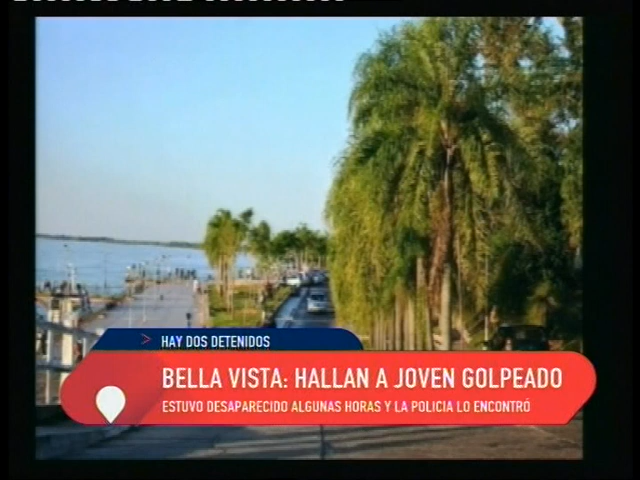 > HAY DOS DETENIDOS
BELLA VISTA: HALLAN A JOVEN GOLPEADO
ESTUVO DESAPARECIDO ALGUNAS HORAS Y LA POLICIA LO ENCONTRÓ